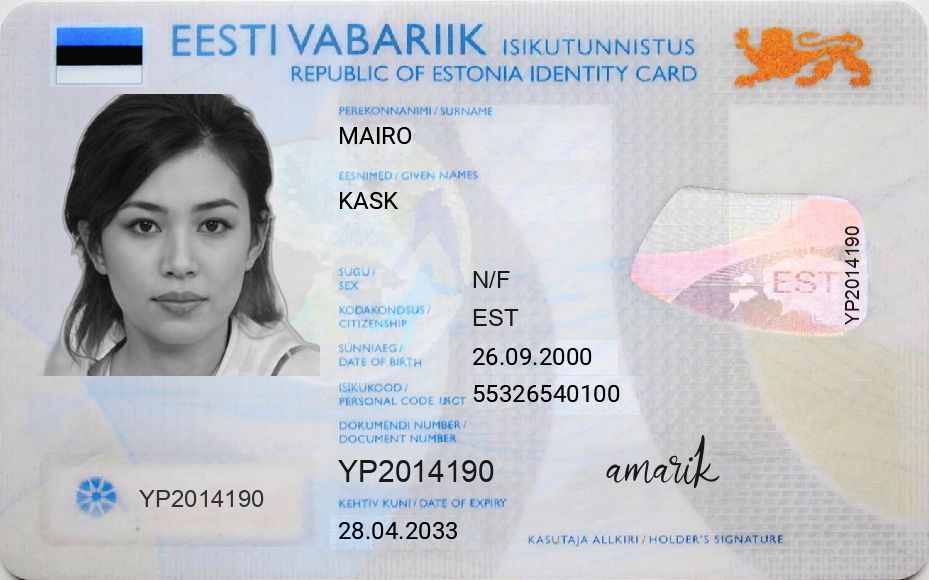 EESTI VABARIIK ISIKUTUNNISTUS
REPUBLIC OF ESTONIA IDENTITY CARD
PEREKONNANIMI / SURNAME
MAIRO
EESNIMED / GIVEN NAMES
KASK
SUGU /
SEX
N/F
KODAKONDSUS /
CITIZENSHIP
EST
SÜNNIAEG /
DATE OF BIRTH
26.09.2000
ISIKUKOOD /
PERSONAL CODE
55326540100
DOKUMENDI NUMBER /
DOCUMENT NUMBER
YP2014190
KEHTIV KUNI / DATE OF EXPIRY
28.04.2033
YP2014190
EST
YP2014190
amarik
KASUTAJA ALLKIRI / HOLDER'S SIGNATURE